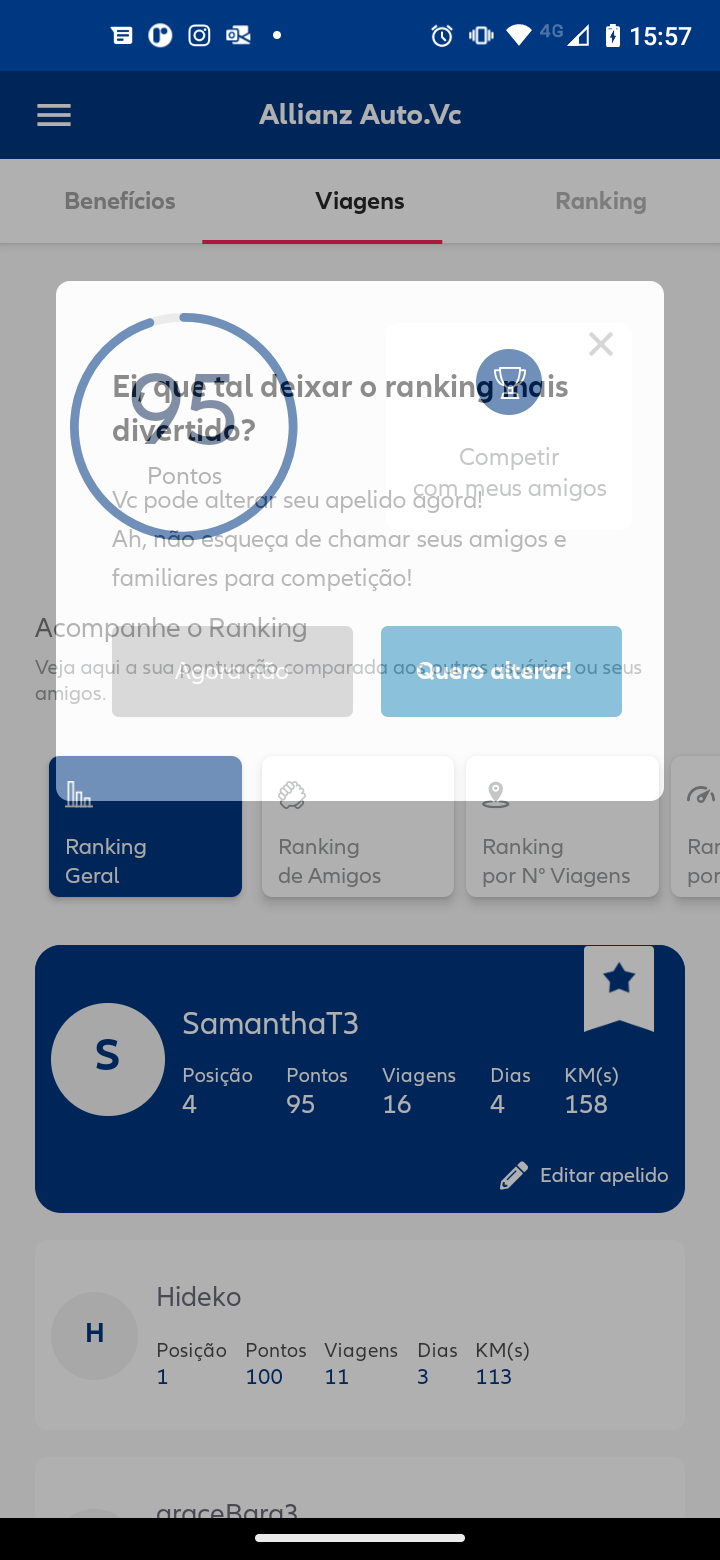 4G 15:57
Allianz Auto.Vc
Benefícios Viagens Ranking
95
Pontos
Competir
com meus amigos
Ei, que tal deixar o ranking mais
divertido?
Vc pode alterar seu apelido agora!
Ah, não esqueça de chamar seus amigos e
familiares para competição!
Agora não Quero alterar!
Acompanhe o Ranking
Veja aqui a sua pontuação comparada aos outros usuários ou seus
amigos.
Ranking
Geral
Ranking
de Amigos
Ranking
por N° Viagens
Ran
por
S
SamanthaT3
Posição Pontos Viagens Dias KM(s)
4 95 16 4 158
Editar apelido
H
Hideko
Posição Pontos Viagens Dias KM(s)
1 100 11 3 113
graceBara3